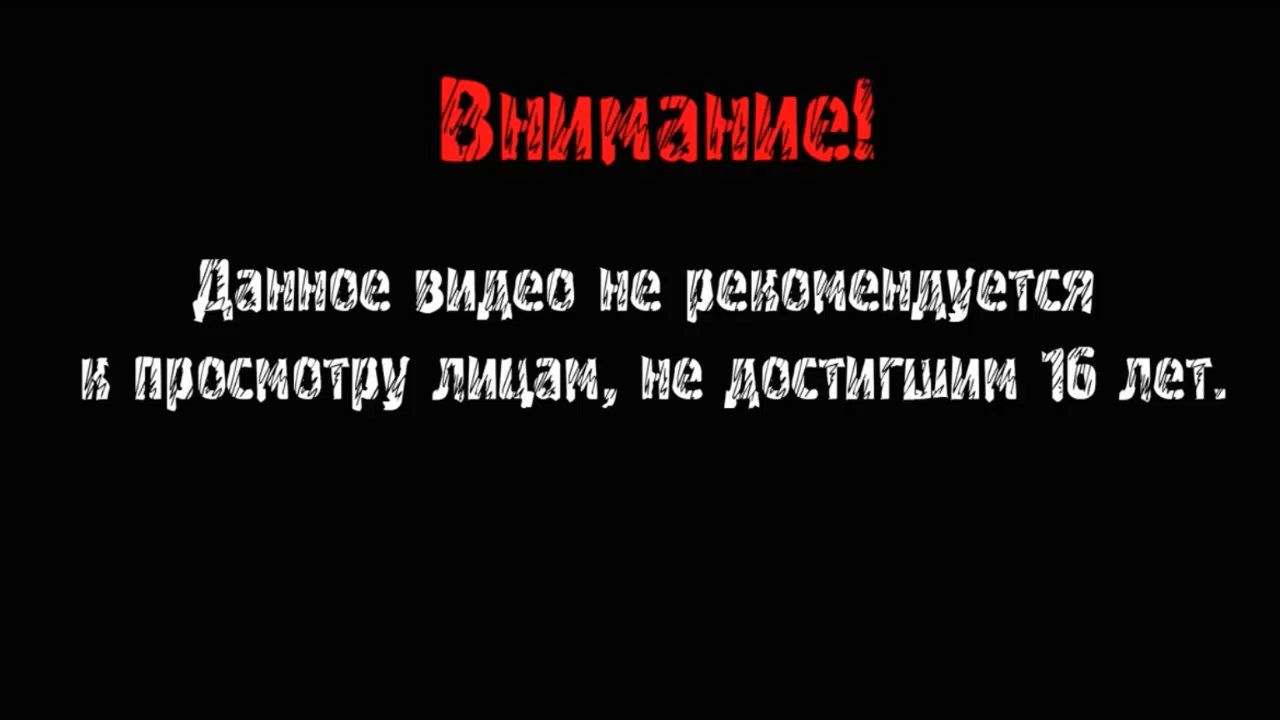 Внимание!
Данное видео не рекомендуется
к просмотру лицам, не достигшим 16 лет.